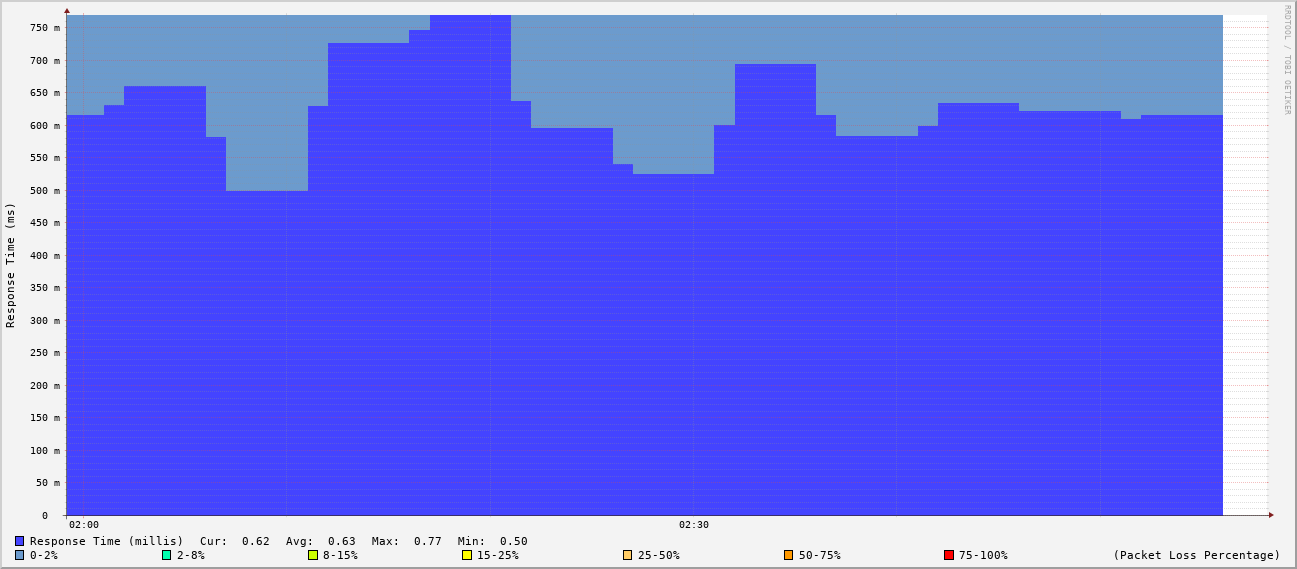 RRDTOOL / TOBI OETIKER
Response Time (ms)
750 m
700 m
650 m
600 m
550 m
500 m
450 m
400 m
350 m
300 m
250 m
200 m
150 m
100 m
50 m
0
02:00 02:30
Response Time (millis) Cur: 0.62 Avg: 0.63 Max: 0.77 Min: 0.50
0-2% 2-8% 8-15% 15-25% 25-50% 50-75% 75-100% (Packet Loss Percentage)